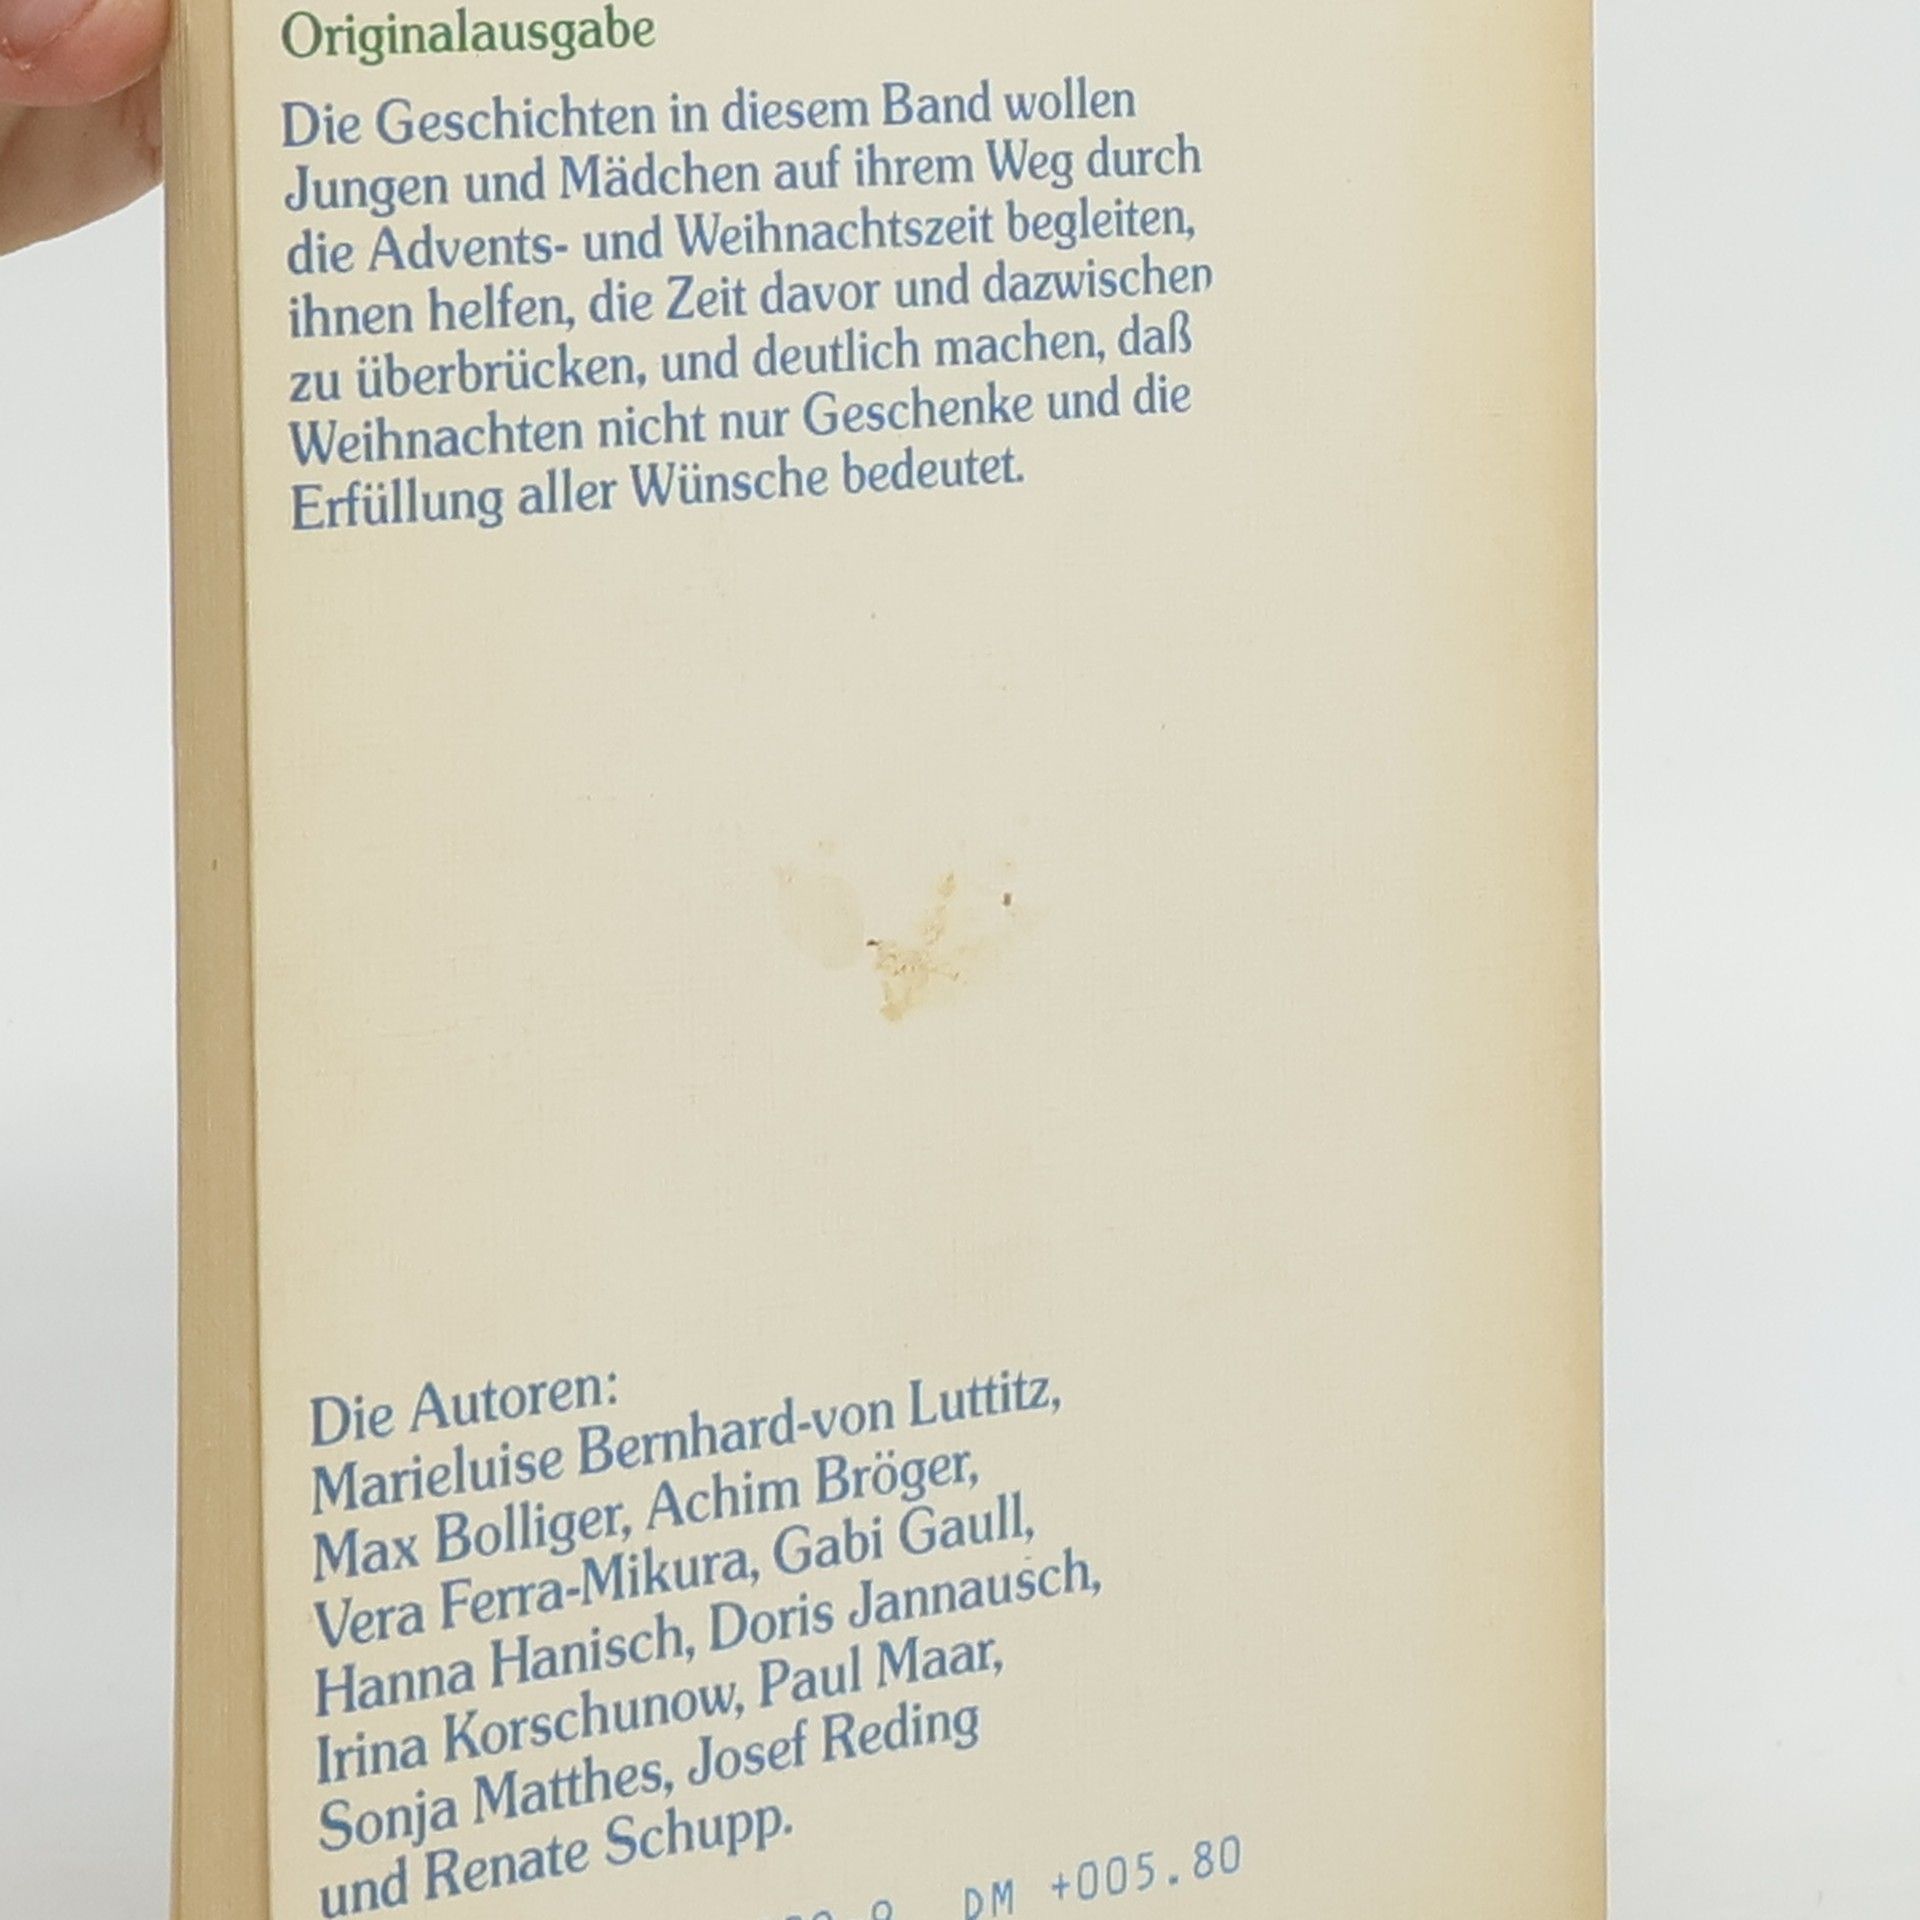 Originalausgabe
Die Geschichten in diesem Band wollen
Jungen und Mädchen auf ihrem Weg durch
die Advents- und Weihnachtszeit begleiten,
ihnen helfen, die Zeit davor und dazwischen
zu überbrücken, und deutlich machen, daß
Weihnachten nicht nur Geschenke und die
Erfüllung aller Wünsche bedeutet.
Die Autoren:
Marieluise Bernhard-von Luttitz,
Max Bolliger, Achim Bröger,
Vera Ferra-Mikura, Gabi Gaull,
Hanna Hanisch, Doris Jannausch,
Irina Korschunow, Paul Maar,
Sonja Matthes, Josef Reding
und Renate Schupp.
DM +005.80